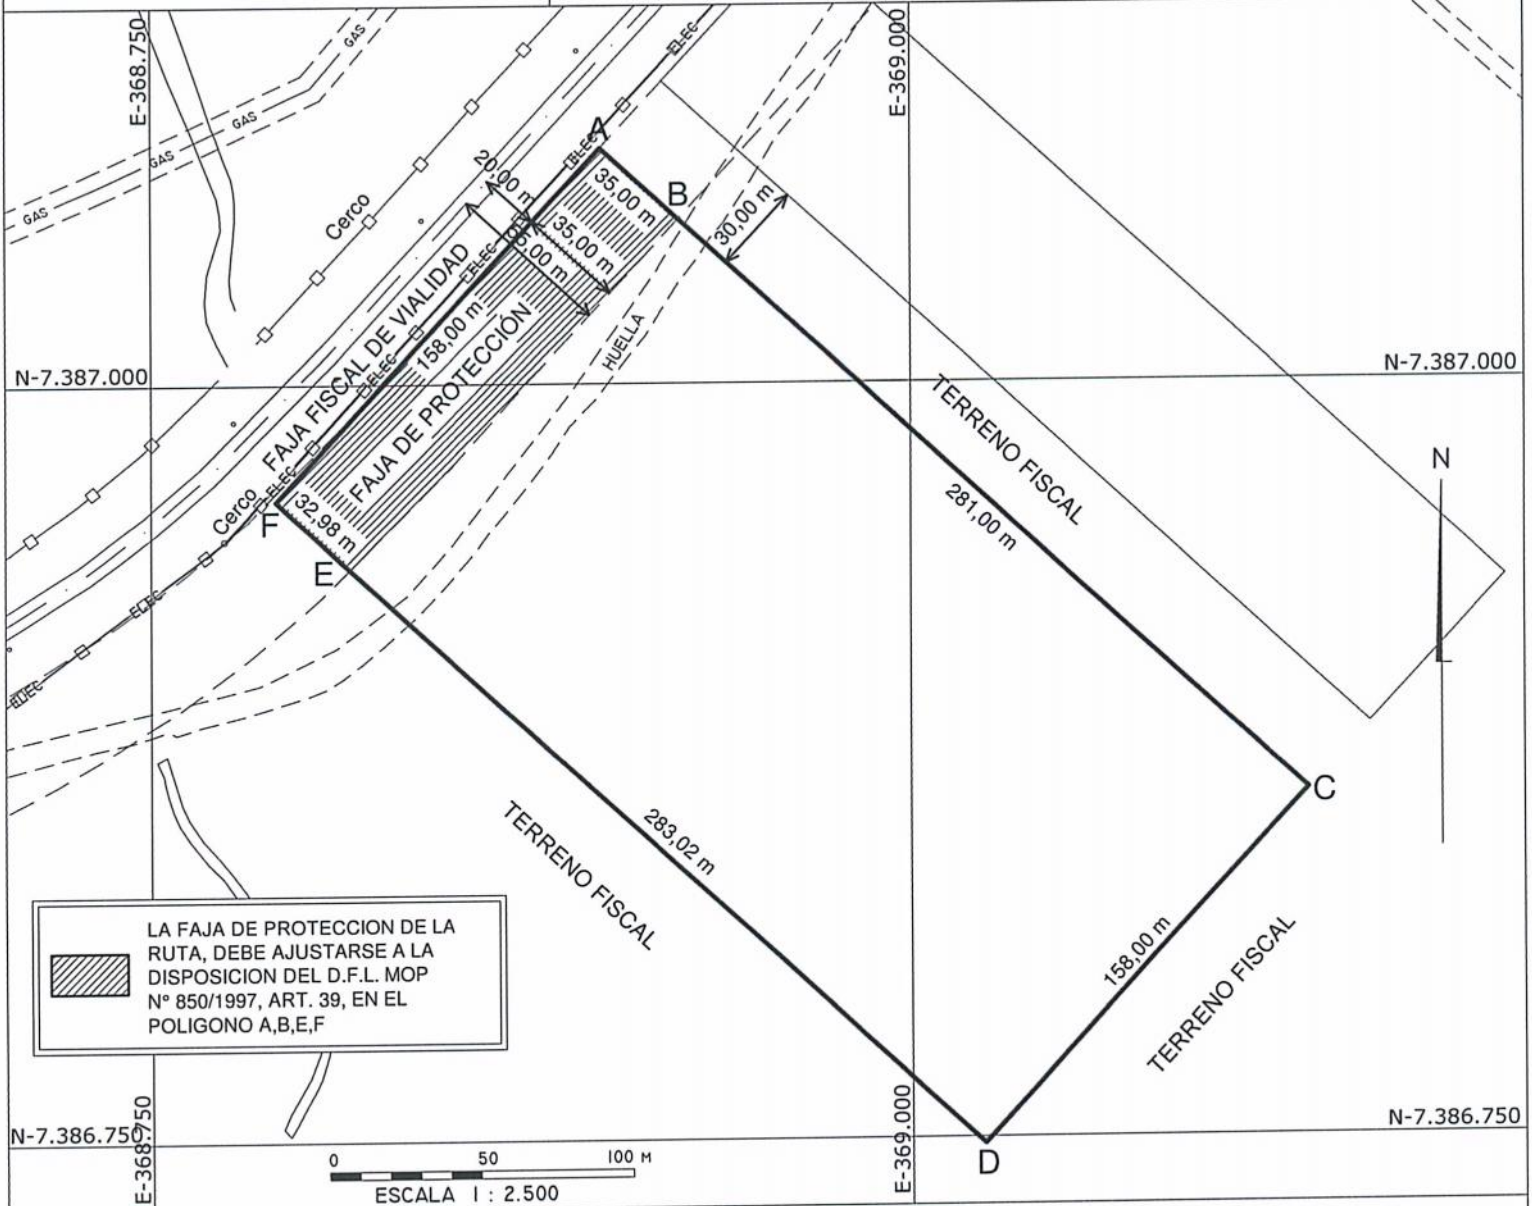 E-368.750
E-369.000
GAS
GAS
GAS
GAS
ELEC
A
ELEC
20,00 m
35,00 m
B
Cerco
30,00 m
35,00 m
ELEC
FAJA FISCAL DE VIALIDAD
158,00 m
FAJA DE PROTECCIÓN
HUELLA
N-7.387.000
N-7.387.000
ELEC
TERRENO FISCAL
281,00 m
N
Cerco
ELEC
F
32,98 m
E
ELEC
ELEC
C
283,02 m
TERRENO FISCAL
158,00 m
TERRENO FISCAL
LA FAJA DE PROTECCION DE LA
RUTA, DEBE AJUSTARSE A LA
DISPOSICION DEL D.F.L. MOP
N° 850/1997, ART. 39, EN EL
POLIGONO A,B,E,F
N-7.386.750
N-7.386.750
E-368.750
E-369.000
D
0 50 100 M
ESCALA 1 : 2.500